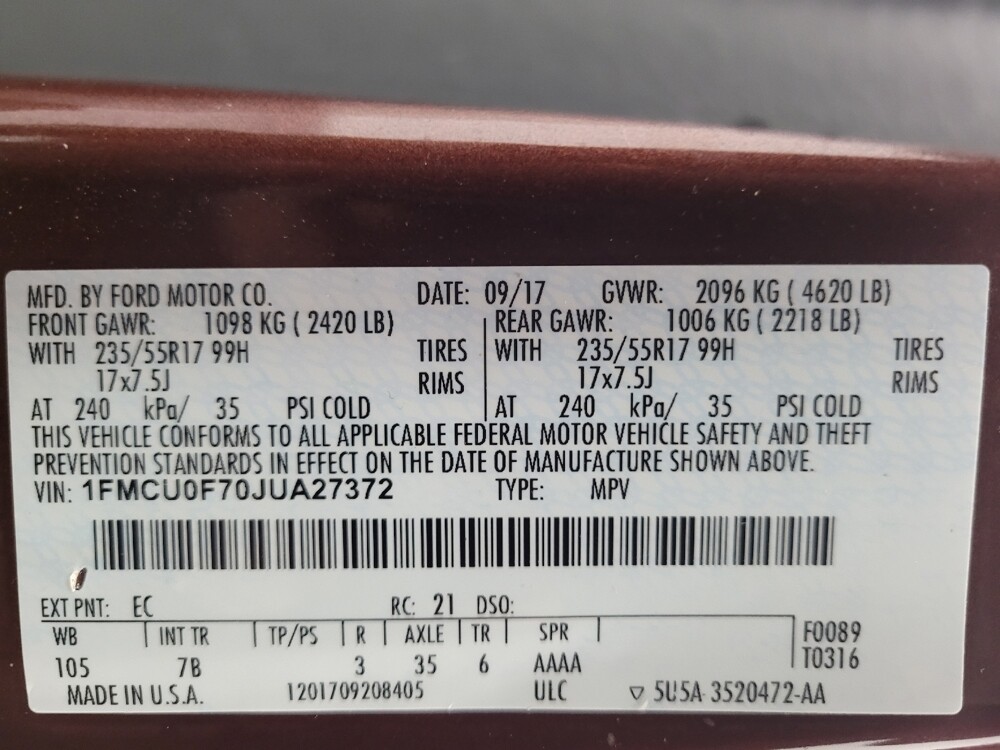 MFD. BY FORD MOTOR CO. DATE: 09/17 GVWR: 2096 KG ( 4620 LB)
FRONT GAWR: 1098 KG ( 2420 LB) REAR GAWR: 1006 KG ( 2218 LB)
WITH 235/55R17 99H TIRES WITH 235/55R17 99H TIRES
17x7.5J RIMS 17x7.5J RIMS
AT 240 kPa/ 35 PSI COLD AT 240 kPa/ 35 PSI COLD
THIS VEHICLE CONFORMS TO ALL APPLICABLE FEDERAL MOTOR VEHICLE SAFETY AND THEFT
PREVENTION STANDARDS IN EFFECT ON THE DATE OF MANUFACTURE SHOWN ABOVE.
VIN: 1FMCU0F70JUA27372 TYPE: MPV
EXT PNT: EC RC: 21 DSO:
WB INT TR TP/PS R AXLE TR SPR F0089
105 7B 3 35 6 AAAA T0316
MADE IN U.S.A. 1201709208405 ULC ▽ 5U5A-3520472-AA